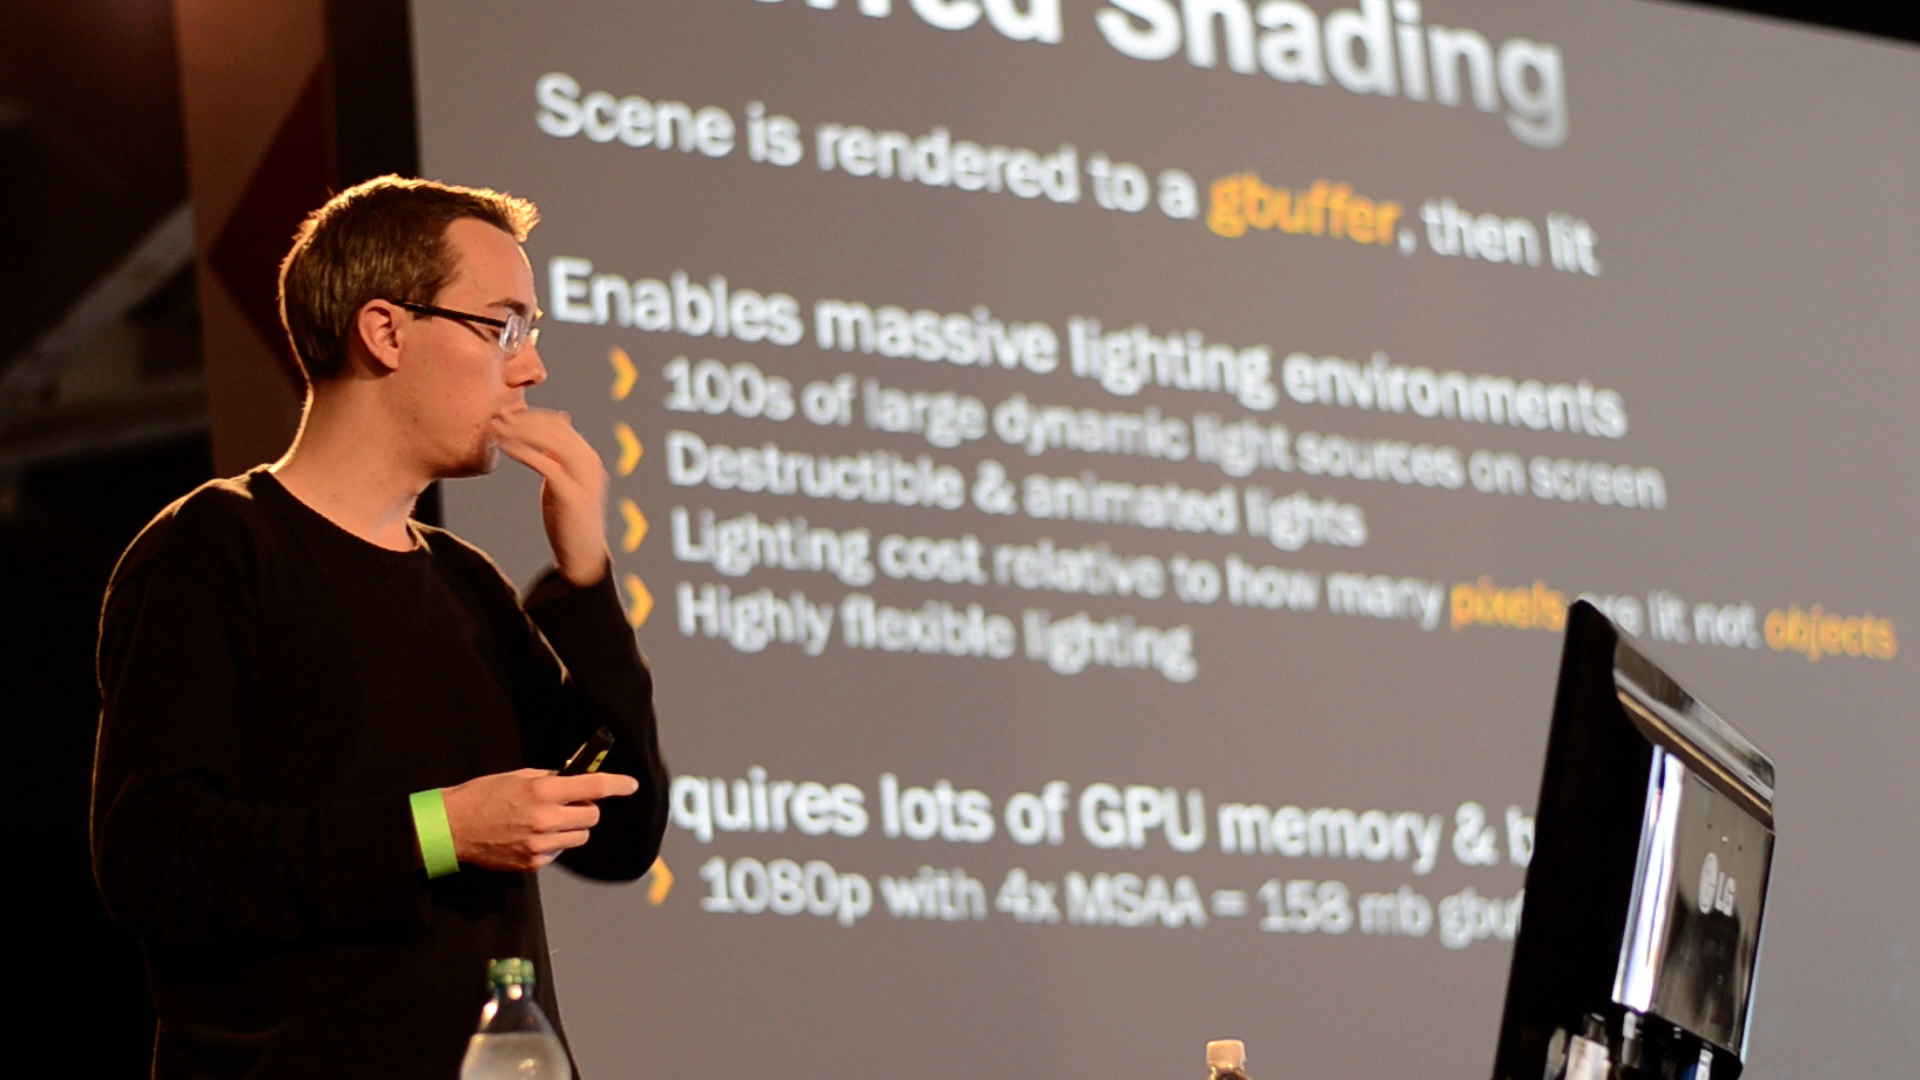 Shading
Scene is rendered to a gbuffer, then lit
Enables massive lighting environments
100s of large dynamic light sources on screen
Destructible & animated lights
Lighting cost relative to how many pixels are lit not objects
Highly flexible lighting
quires lots of GPU memory & b
1080p with 4x MSAA = 158 mb gbuf
LG